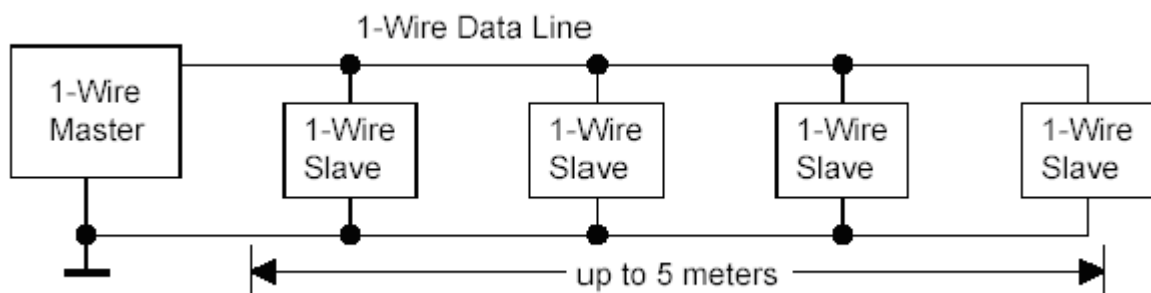 1-Wire Data Line
1-Wire
Master
1-Wire
Slave
1-Wire
Slave
1-Wire
Slave
1-Wire
Slave
up to 5 meters